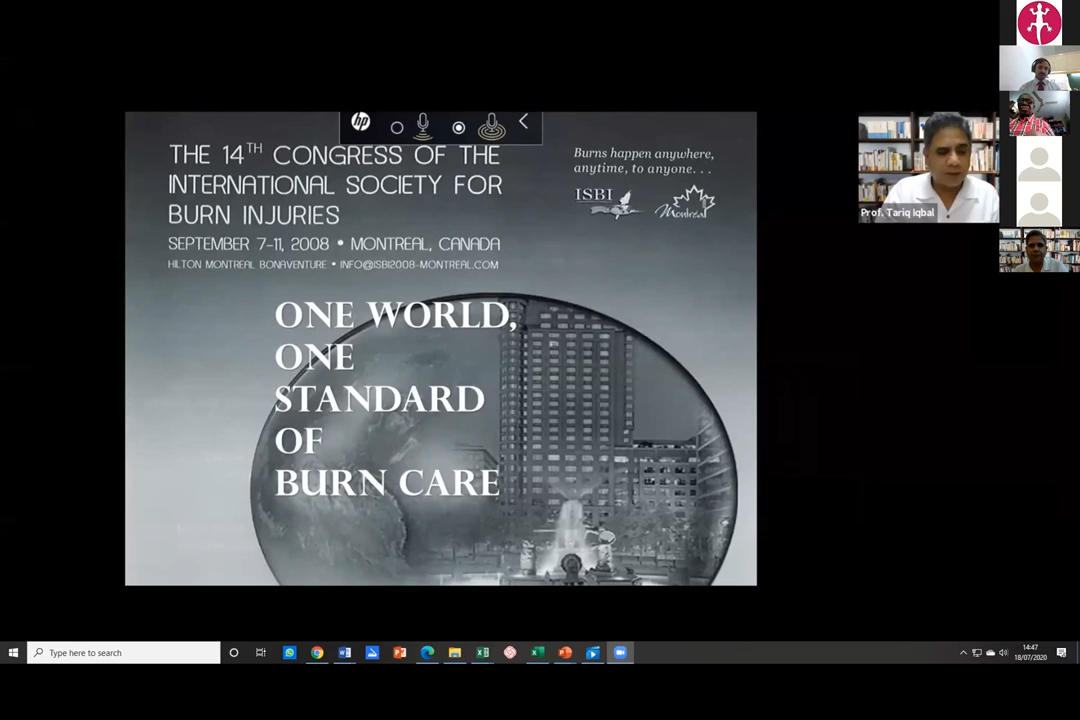 hp
THE 14TH CONGRESS OF THE
INTERNATIONAL SOCIETY FOR
BURN INJURIES
SEPTEMBER 7-11, 2008 • MONTREAL, CANADA
HILTON MONTREAL BONAVENTURE • INFO@ISBI2008-MONTREAL.COM
Burns happen anywhere,
anytime, to anyone. . .
ISBI
Montréal
ONE WORLD,
ONE
STANDARD
OF
BURN CARE
Prof. Tariq Iqbal
Type here to search
14:47
18/07/2020